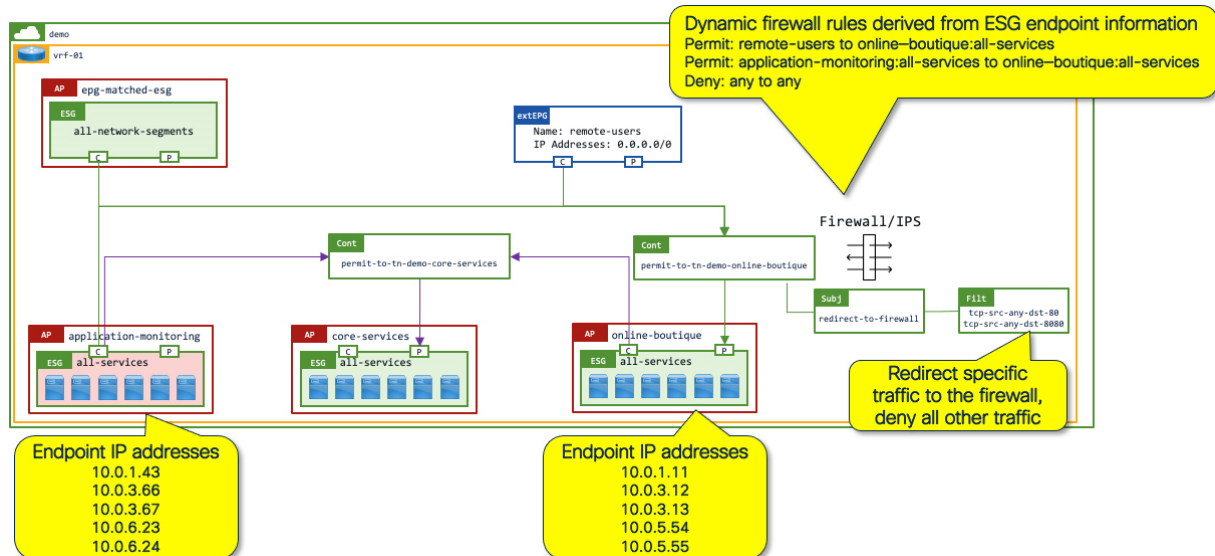 Dynamic firewall rules derived from ESG endpoint information
Permit: remote-users to online–boutique:all-services
Permit: application-monitoring:all-services to online–boutique:all-services
Deny: any to any
demo
vrf-01
AP epg-matched-esg
ESG
all-network-segments
C P
extEPG
Name: remote-users
IP Addresses: 0.0.0.0/0
C P
Firewall/IPS
Cont
permit-to-tn-demo-core-services
Cont
permit-to-tn-demo-online-boutique
Subj
redirect-to-firewall
Filt
tcp-src-any-dst-80
tcp-src-any-dst-8080
AP application-monitoring
C P
ESG all-services
AP core-services
C P
ESG all-services
AP online-boutique
C P
ESG all-services
Redirect specific
traffic to the firewall,
deny all other traffic
Endpoint IP addresses
10.0.1.43
10.0.3.66
10.0.3.67
10.0.6.23
10.0.6.24
Endpoint IP addresses
10.0.1.11
10.0.3.12
10.0.3.13
10.0.5.54
10.0.5.55